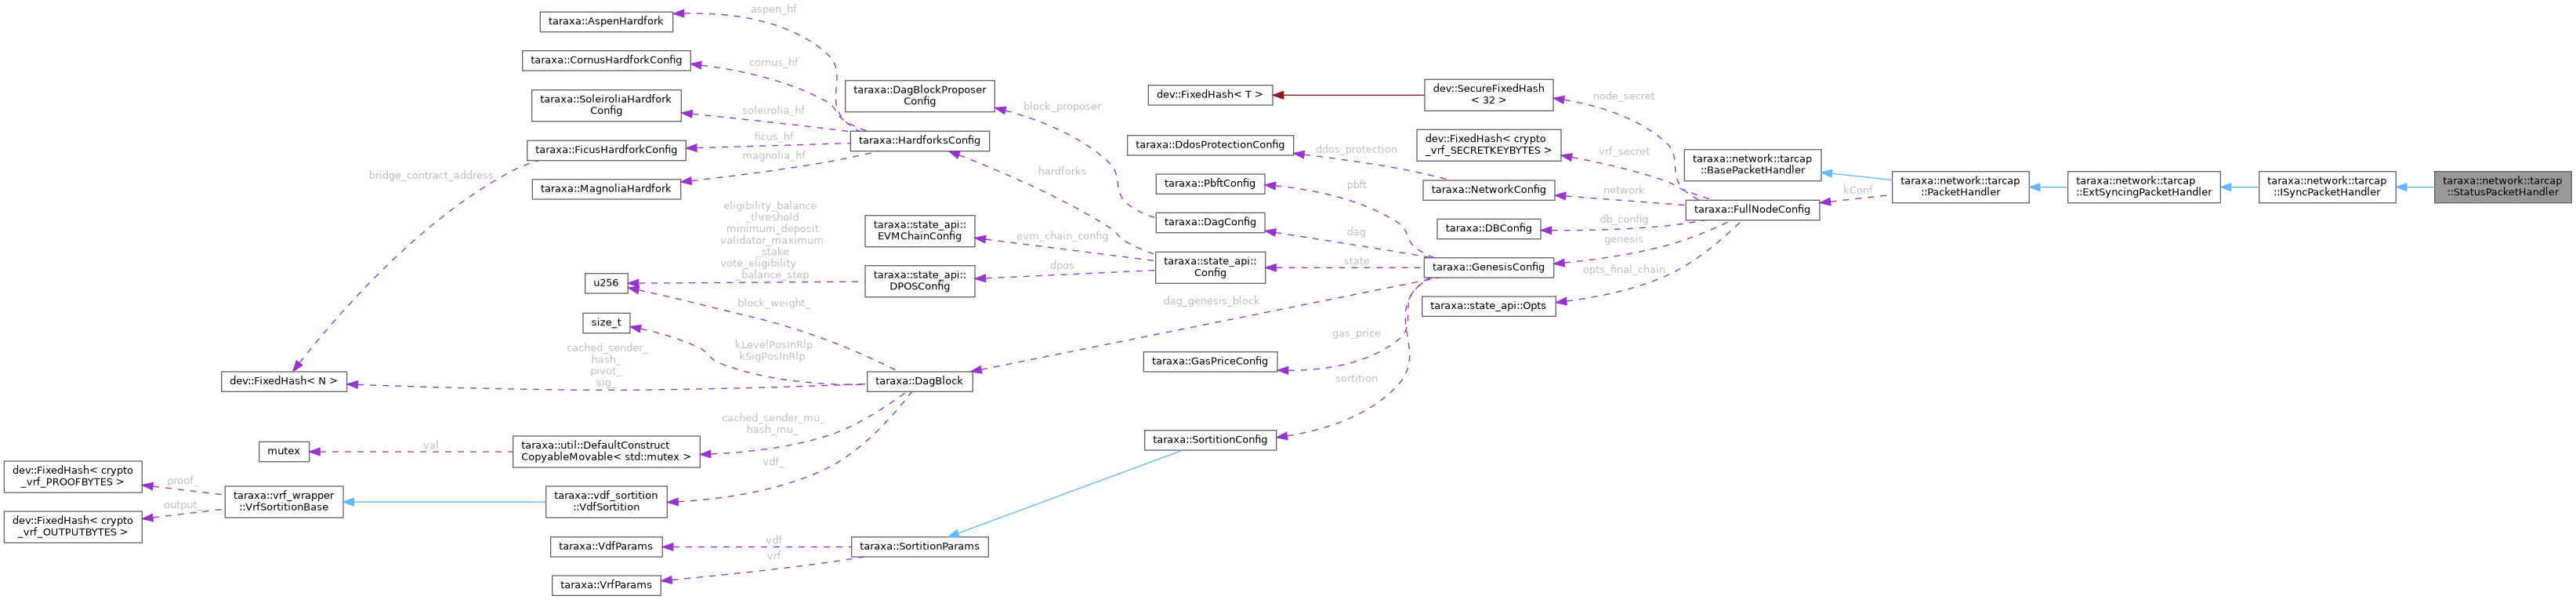 aspen_hf
taraxa::AspenHardfork
cornus_hf
taraxa::CornusHardforkConfig
taraxa::DagBlockProposer
Config
block_proposer
taraxa::SoleiroliaHardfork
Config
soleirolia_hf
ficus_hf
taraxa::HardforksConfig
taraxa::FicusHardforkConfig
magnolia_hf
taraxa::MagnoliaHardfork
bridge_contract_address
hardforks
dev::FixedHash< T >
dev::SecureFixedHash
< 32 >
node_secret
taraxa::DdosProtectionConfig
ddos_protection
dev::FixedHash< crypto
_vrf_SECRETKEYBYTES >
vrf_secret
taraxa::network::tarcap
::BasePacketHandler
taraxa::PbftConfig
pbft
taraxa::NetworkConfig
network
taraxa::network::tarcap
::PacketHandler
kConf
taraxa::network::tarcap
::ExtSyncingPacketHandler
taraxa::network::tarcap
::ISyncPacketHandler
taraxa::network::tarcap
::StatusPacketHandler
taraxa::FullNodeConfig
taraxa::DagConfig
dag
taraxa::DBConfig
db_config
genesis
eligibility_balance
_threshold
minimum_deposit
validator_maximum
_stake
vote_eligibility
_balance_step
taraxa::state_api::
EVMChainConfig
evm_chain_config
taraxa::state_api::
DPOSConfig
dpos
taraxa::state_api::
Config
state
taraxa::GenesisConfig
opts_final_chain
taraxa::state_api::Opts
u256
block_weight_
dag_genesis_block
size_t
kLevelPosInRlp
kSigPosInRlp
gas_price
taraxa::GasPriceConfig
cached_sender_
hash_
pivot_
sig_
dev::FixedHash< N >
taraxa::DagBlock
sortition
cached_sender_mu_
hash_mu_
taraxa::SortitionConfig
mutex
val
taraxa::util::DefaultConstruct
CopyableMovable< std::mutex >
vdf_
dev::FixedHash< crypto
_vrf_PROOFBYTES >
proof_
taraxa::vrf_wrapper
::VrfSortitionBase
taraxa::vdf_sortition
::VdfSortition
output_
dev::FixedHash< crypto
_vrf_OUTPUTBYTES >
taraxa::VdfParams
vdf
taraxa::SortitionParams
vrf
taraxa::VrfParams